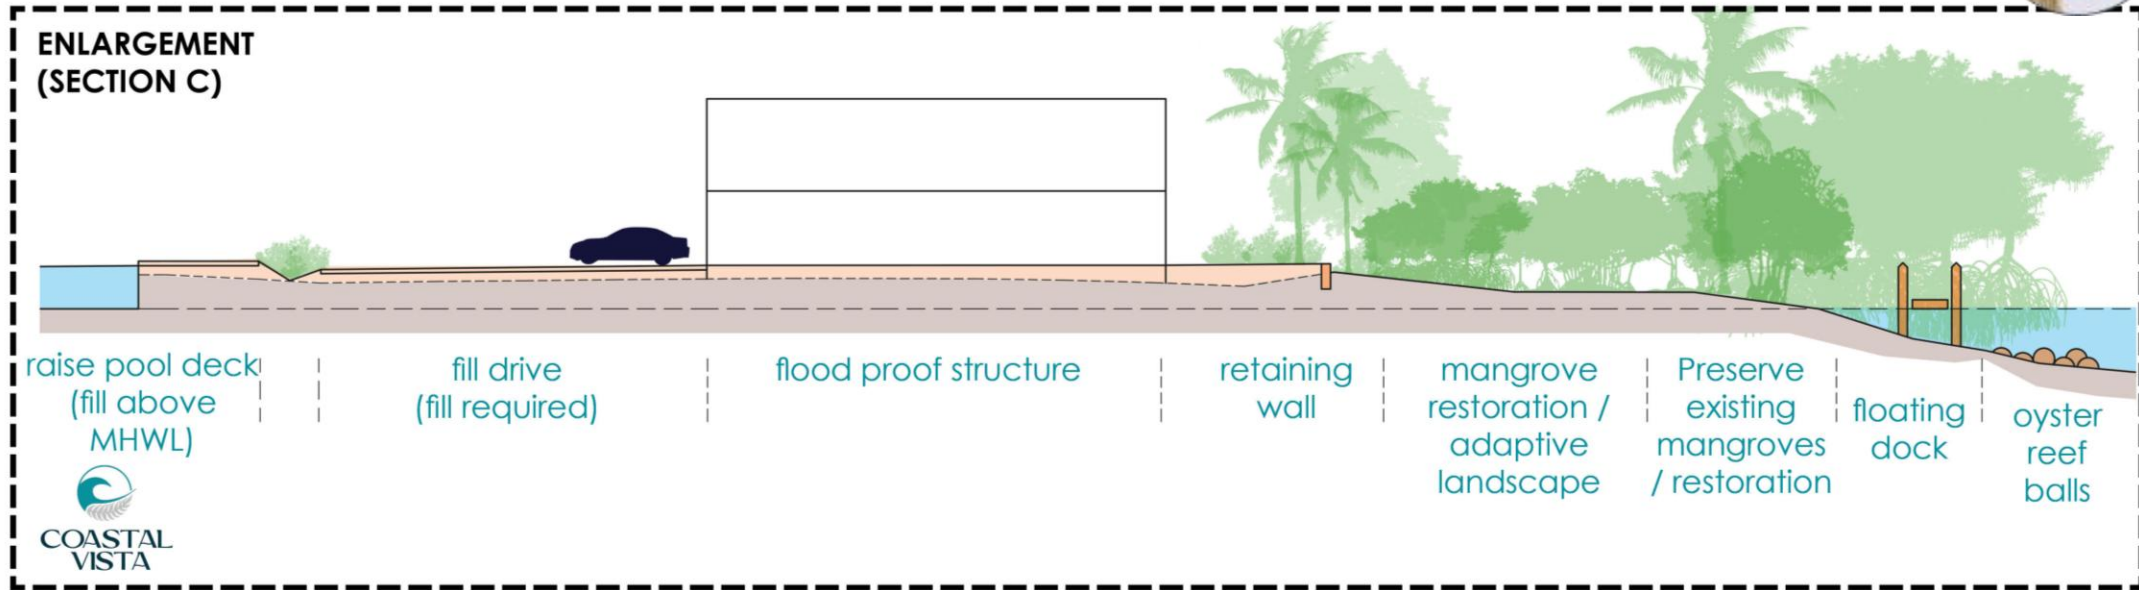 ENLARGEMENT
(SECTION C)
raise pool deck
(fill above
MHWL)
fill drive
(fill required)
flood proof structure
retaining
wall
mangrove
restoration /
adaptive
landscape
Preserve
existing
mangroves
/ restoration
floating
dock
oyster
reef
balls
COASTAL
VISTA